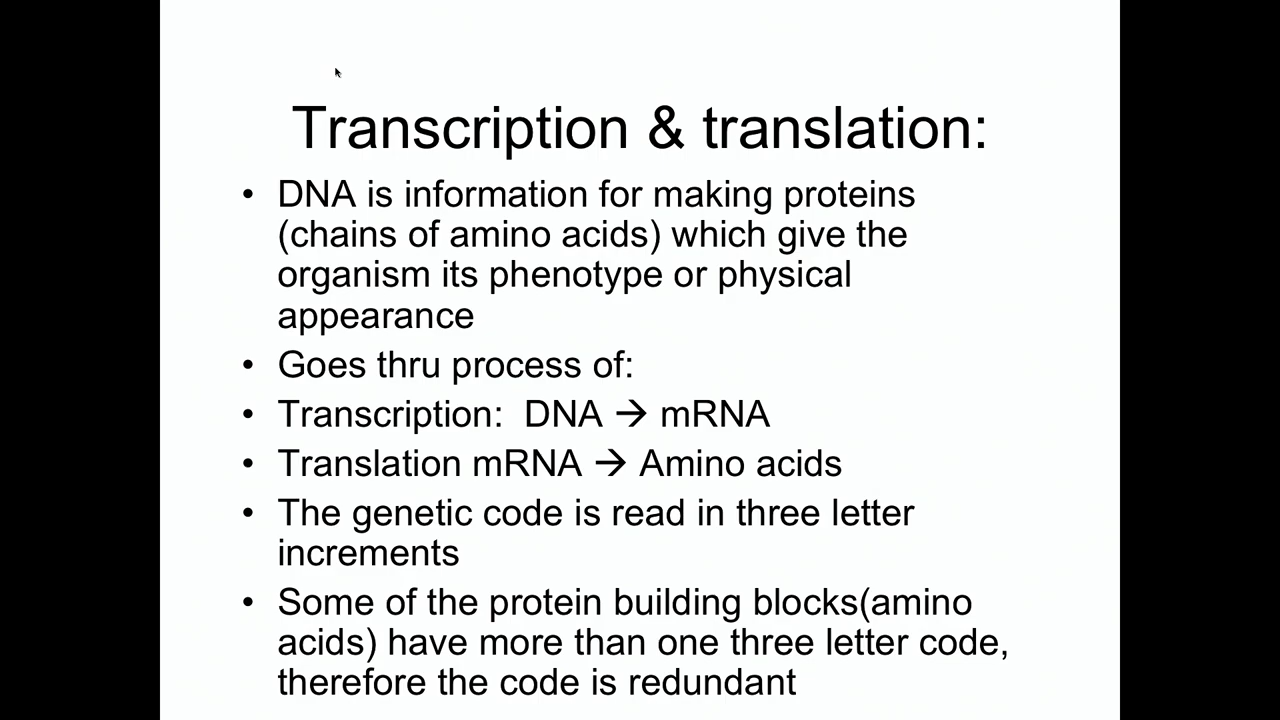 Transcription & translation:
• DNA is information for making proteins
(chains of amino acids) which give the
organism its phenotype or physical
appearance
• Goes thru process of:
• Transcription:  DNA → mRNA
• Translation mRNA → Amino acids
• The genetic code is read in three letter
increments
• Some of the protein building blocks(amino
acids) have more than one three letter code,
therefore the code is redundant